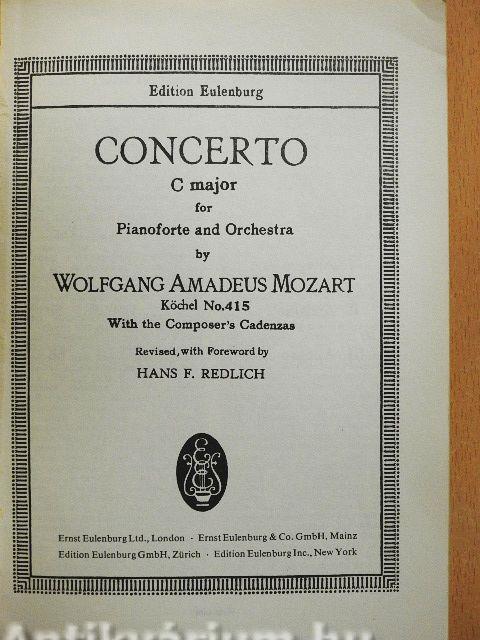 Edition Eulenburg
CONCERTO
C major
for
Pianoforte and Orchestra
by
WOLFGANG AMADEUS MOZART
Köchel No. 415
With the Composer's Cadenzas
Revised, with Foreword by
HANS F. REDLICH
Ernst Eulenburg Ltd., London · Ernst Eulenburg & Co. GmbH, Mainz
Edition Eulenburg GmbH, Zürich · Edition Eulenburg Inc., New York
Antikvárium.hu